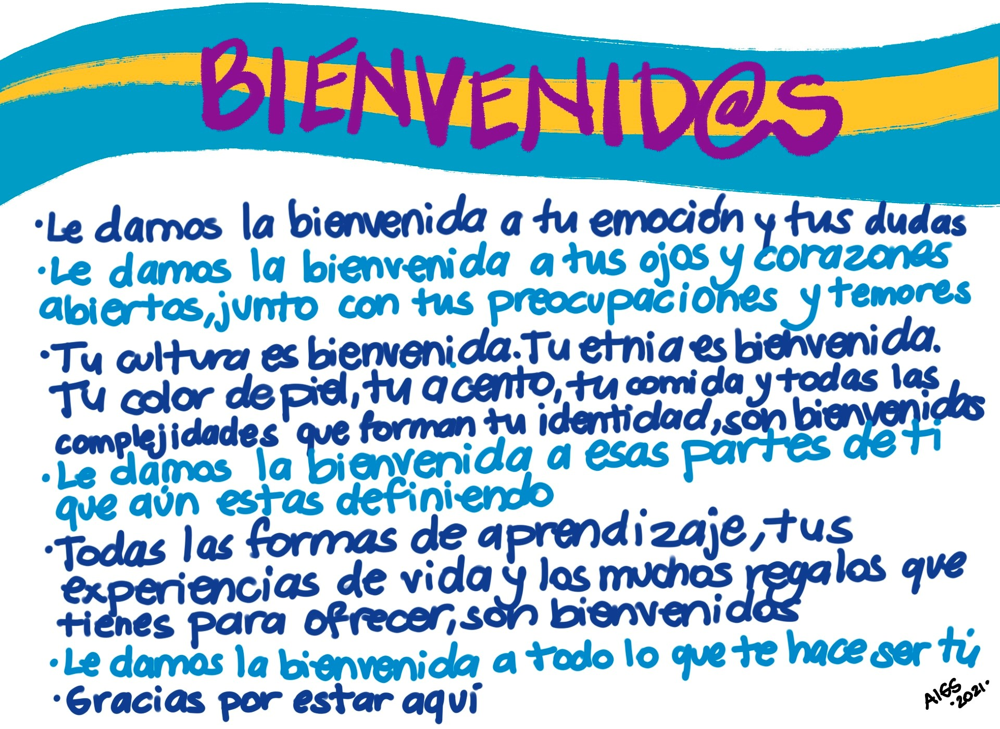 BIENVENID@S
·Le damos la bienvenida a tu emoción y tus dudas
·Le damos la bienvenida a tus ojos y corazones
abiertos, junto con tus preocupaciones y temores
·Tu cultura es bienvenida. Tu etnia es bienvenida.
Tu color de piel, tu acento, tu comida y todas las
complejidades que forman tu identidad, son bienvenidas
·Le damos la bienvenida a esas partes de ti
que aún estas definiendo
·Todas las formas de aprendizaje, tus
experiencias de vida y los muchos regalos que
tienes para ofrecer, son bienvenidos
·Le damos la bienvenida a todo lo que te hace ser tú
·Gracias por estar aquí
AIGS
·2021·